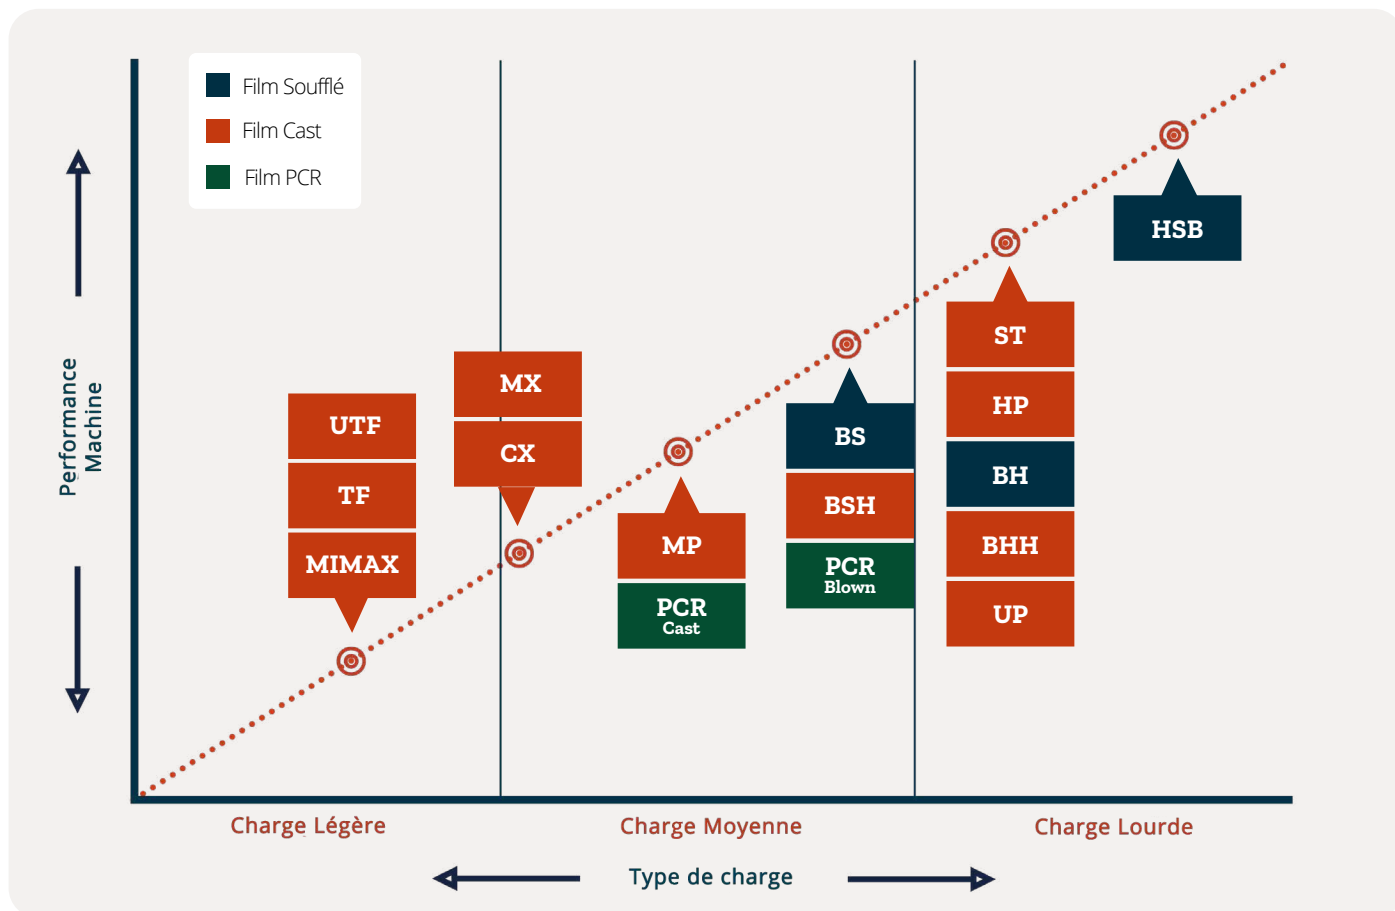 Film Soufflé
Film Cast
Film PCR
Performance
Machine
UTF
TF
MIMAX
MX
CX
MP
PCR
Cast
BS
BSH
PCR
Blown
ST
HP
BH
BHH
UP
HSB
Charge Légère
Charge Moyenne
Charge Lourde
Type de charge